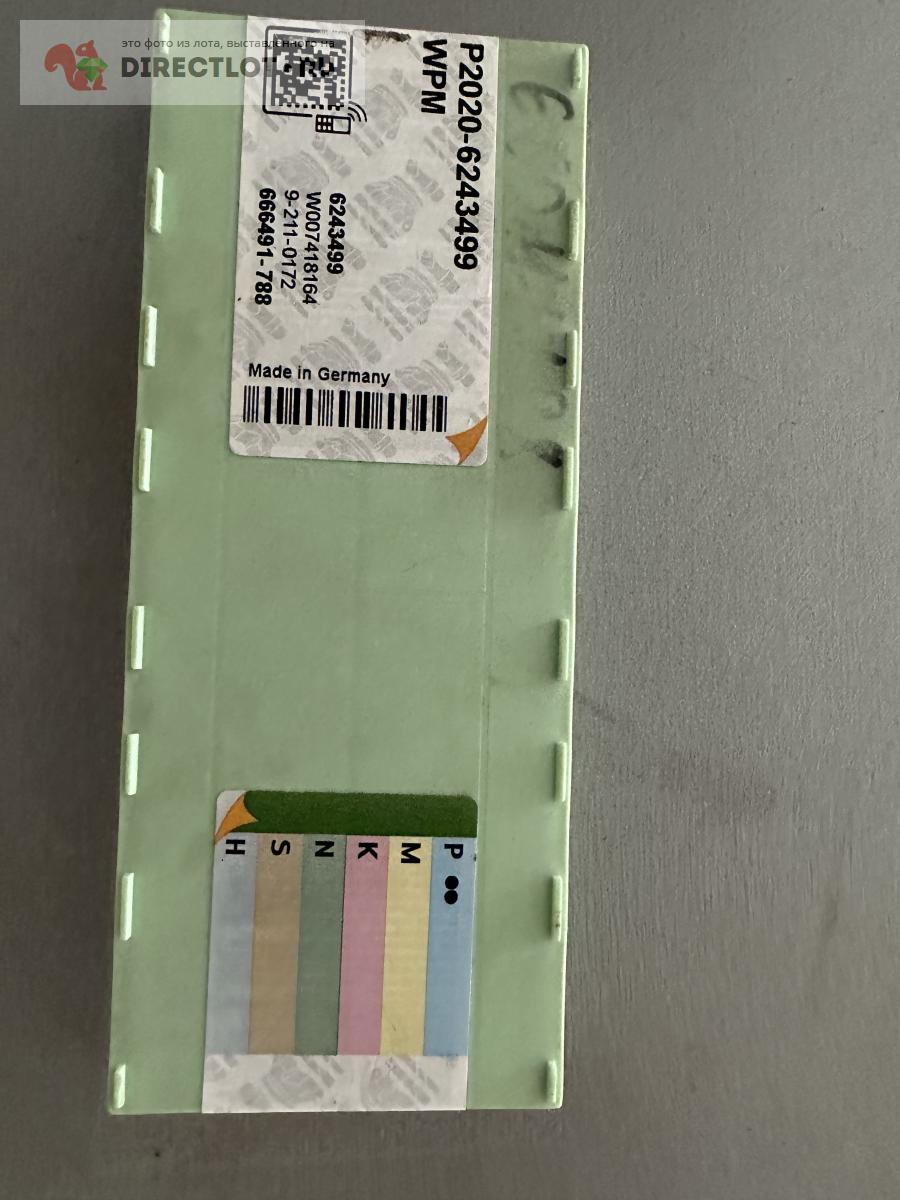 это фото из лота, выставленного на
DIRECTLOT.RU
P2020-6243499
WPM
6243499
W007418164
9-211-0172
666491-788
Made in Germany
P ●●
M
K
N
S
H